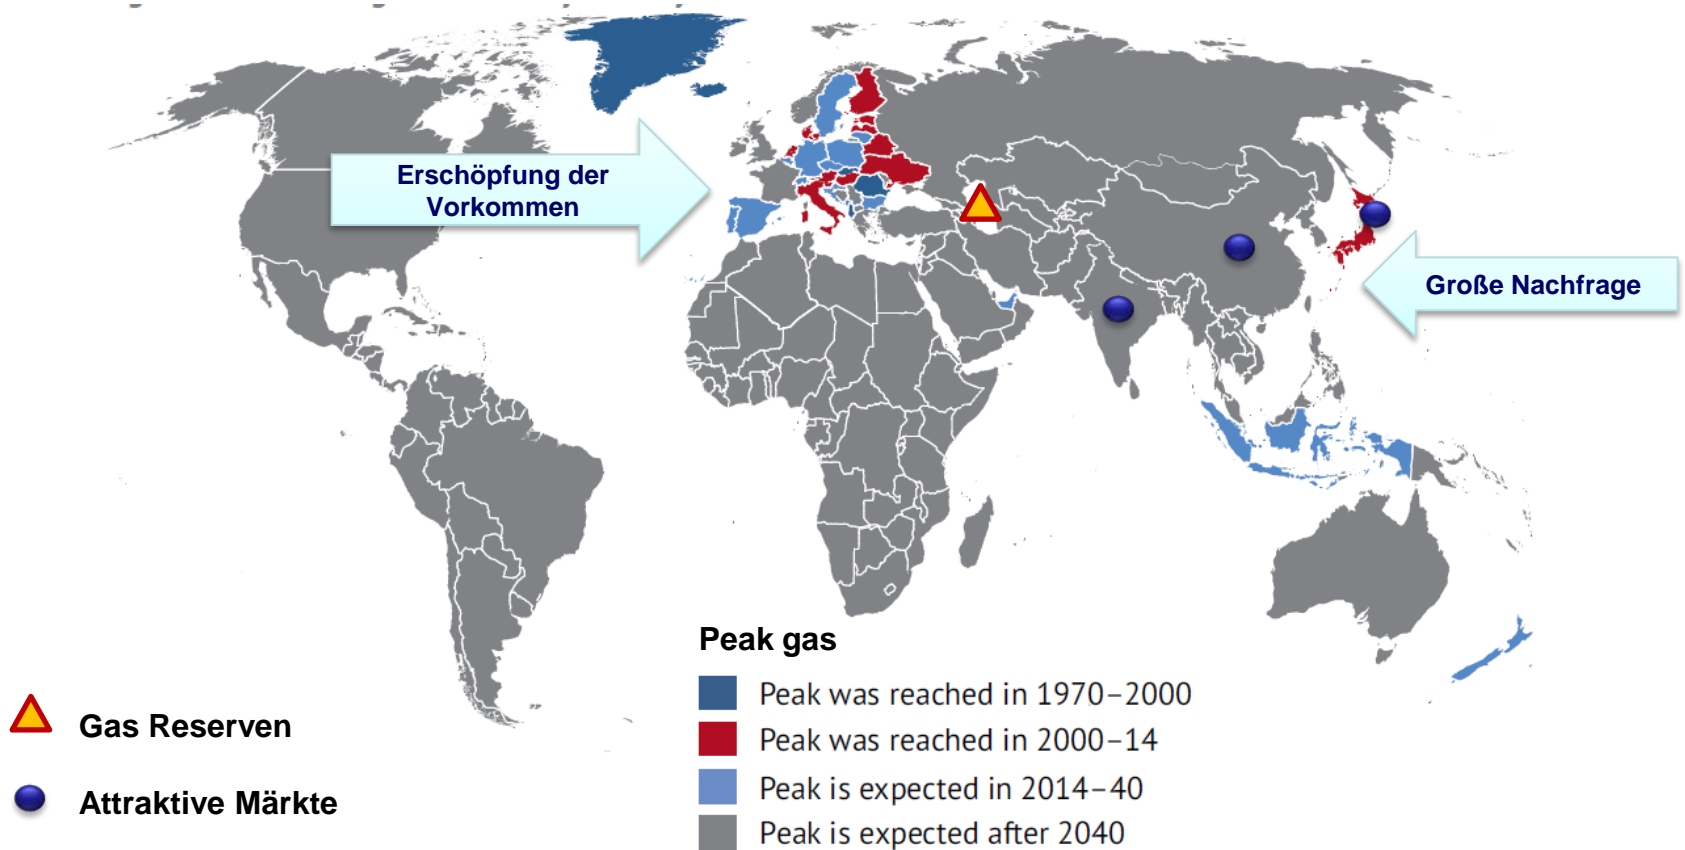 Erschöpfung der
Vorkommen
Große Nachfrage
Peak gas
Peak was reached in 1970–2000
Peak was reached in 2000–14
Peak is expected in 2014–40
Peak is expected after 2040
Gas Reserven
Attraktive Märkte